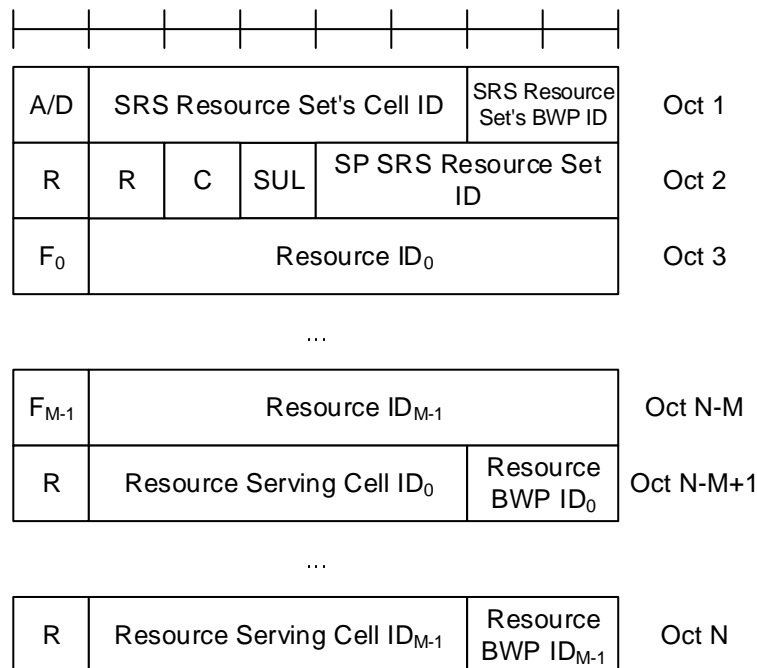 A/D SRS Resource Set's Cell ID SRS Resource Set's BWP ID Oct 1
R R C SUL SP SRS Resource Set ID Oct 2
F0 Resource ID0 Oct 3
...
FM-1 Resource IDM-1 Oct N-M
R Resource Serving Cell ID0 Resource BWP ID0 Oct N-M+1
...
R Resource Serving Cell IDM-1 Resource BWP IDM-1 Oct N